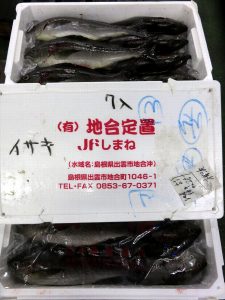 7入
(有) 地合定置
イサキ
JFしまね
(水域名:島根県出雲市地合沖)
島根県出雲市地合町1046-1
TEL・FAX 0853-67-0371